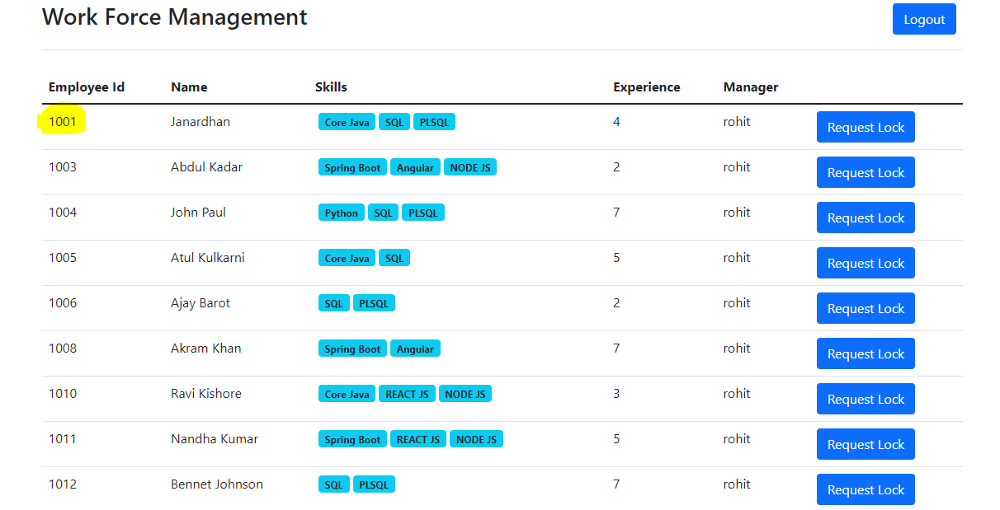 Work Force Management Logout
Employee Id Name Skills Experience Manager
1001 Janardhan Core Java SQL PLSQL 4 rohit Request Lock
1003 Abdul Kadar Spring Boot Angular NODE JS 2 rohit Request Lock
1004 John Paul Python SQL PLSQL 7 rohit Request Lock
1005 Atul Kulkarni Core Java SQL 5 rohit Request Lock
1006 Ajay Barot SQL PLSQL 2 rohit Request Lock
1008 Akram Khan Spring Boot Angular 7 rohit Request Lock
1010 Ravi Kishore Core Java REACT JS NODE JS 3 rohit Request Lock
1011 Nandha Kumar Spring Boot REACT JS NODE JS 5 rohit Request Lock
1012 Bennet Johnson SQL PLSQL 7 rohit Request Lock